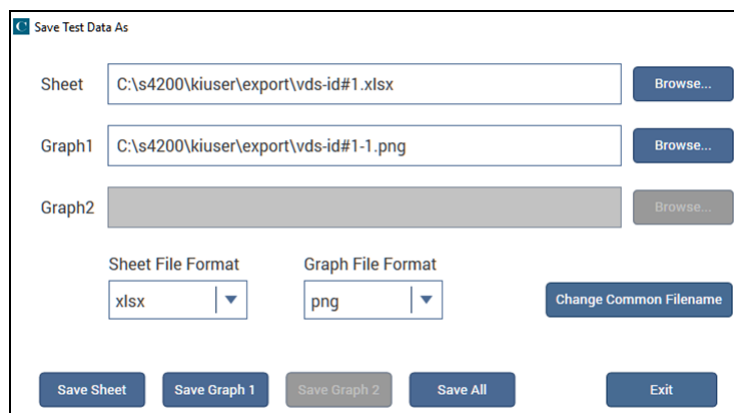 Save Test Data As
Sheet C:\s4200\kiuser\export\vds-id#1.xlsx Browse...
Graph1 C:\s4200\kiuser\export\vds-id#1-1.png Browse...
Graph2 Browse...
Sheet File Format Graph File Format
xlsx png Change Common Filename
Save Sheet Save Graph 1 Save Graph 2 Save All Exit